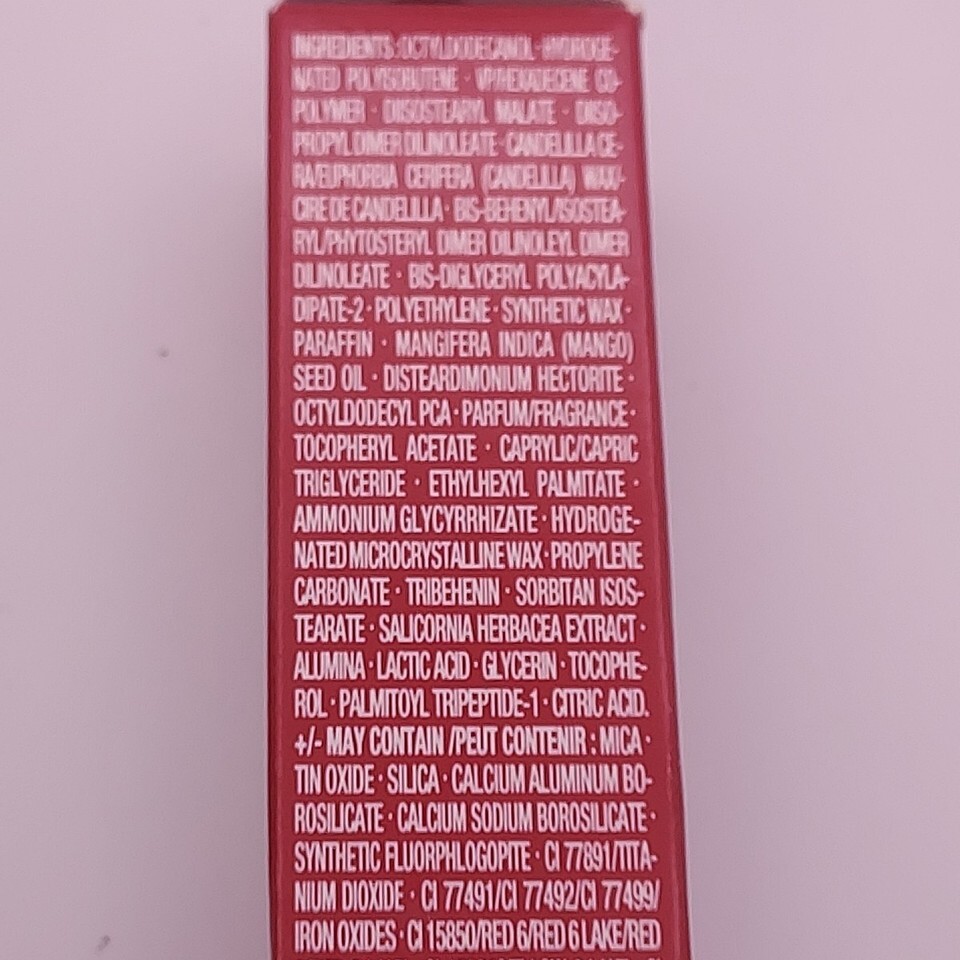 INGREDIENTS : OCTYLDODECANOL · HYDROGE-
NATED POLYISOBUTENE · VP/HEXADECENE CO-
POLYMER · DIISOSTEARYL MALATE · DIISO-
PROPYL DIMER DILINOLEATE · CANDELILLA CE-
RA/EUPHORBIA CERIFERA (CANDELILLA) WAX/
CIRE DE CANDELILLA · BIS-BEHENYL/ISOSTEA-
RYL/PHYTOSTERYL DIMER DILINOLEYL DIMER
DILINOLEATE · BIS-DIGLYCERYL POLYACYLA-
DIPATE-2 · POLYETHYLENE · SYNTHETIC WAX ·
PARAFFIN · MANGIFERA INDICA (MANGO)
SEED OIL · DISTEARDIMONIUM HECTORITE ·
OCTYLDODECYL PCA · PARFUM/FRAGRANCE ·
TOCOPHERYL ACETATE · CAPRYLIC/CAPRIC
TRIGLYCERIDE · ETHYLHEXYL PALMITATE ·
AMMONIUM GLYCYRRHIZATE · HYDROGE-
NATED MICROCRYSTALLINE WAX · PROPYLENE
CARBONATE · TRIBEHENIN · SORBITAN ISOS-
TEARATE · SALICORNIA HERBACEA EXTRACT ·
ALUMINA · LACTIC ACID · GLYCERIN · TOCOPHE-
ROL · PALMITOYL TRIPEPTIDE-1 · CITRIC ACID.
+/- MAY CONTAIN /PEUT CONTENIR : MICA ·
TIN OXIDE · SILICA · CALCIUM ALUMINUM BO-
ROSILICATE · CALCIUM SODIUM BOROSILICATE ·
SYNTHETIC FLUORPHLOGOPITE · CI 77891/TITA-
NIUM DIOXIDE · CI 77491/CI 77492/CI 77499/
IRON OXIDES · CI 15850/RED 6/RED 6 LAKE/RED